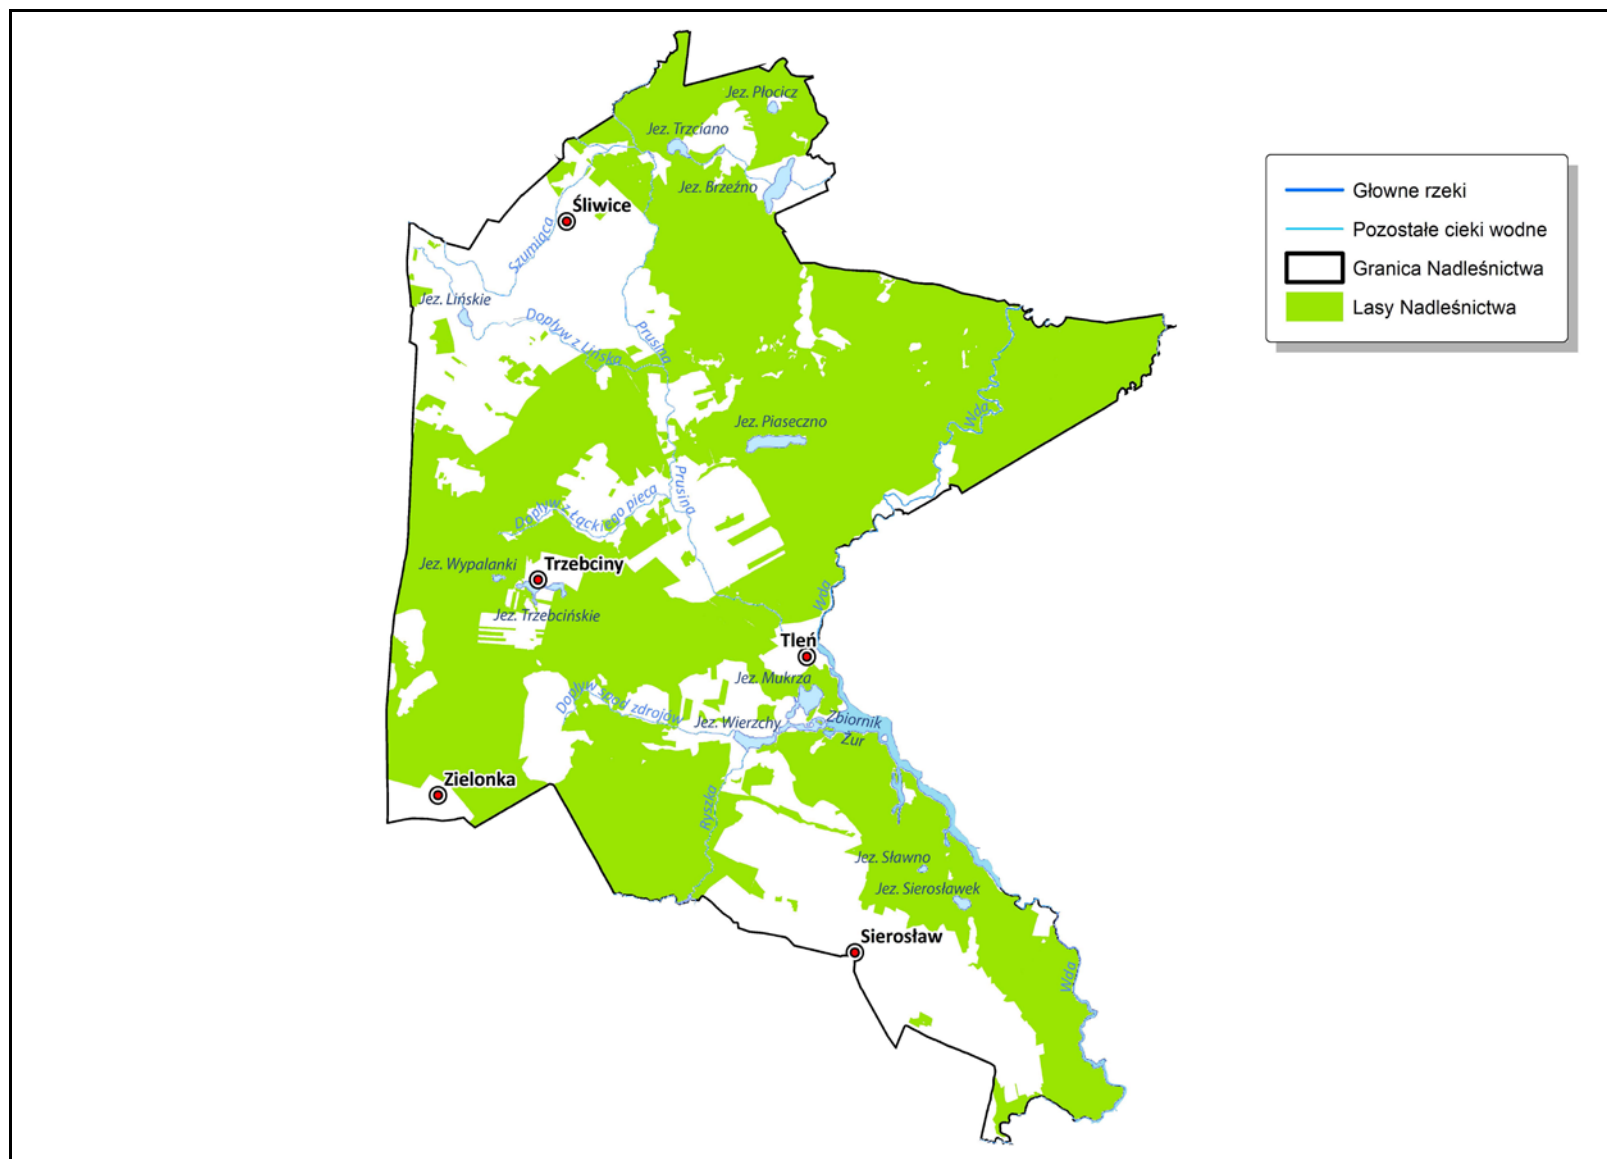 Jez. Płocicz
Jez. Trzciano
Jez. Brzeźno
Śliwice
Szumiąca
Jez. Lińskie
Dopływ z Lińska
Prusina
Wda
Jez. Piaseczno
Prusina
Dopływ z Łąckiego pieca
Jez. Wypalanki
Trzebciny
Jez. Trzebcińskie
Wda
Tleń
Jez. Mukrza
Dopływ spod zdrojów
Jez. Wierzchy
Zbiornik
Żur
Zielonka
Ryszka
Jez. Sławno
Jez. Sierosławek
Sierosław
Wda
Głowne rzeki
Pozostałe cieki wodne
Granica Nadleśnictwa
Lasy Nadleśnictwa